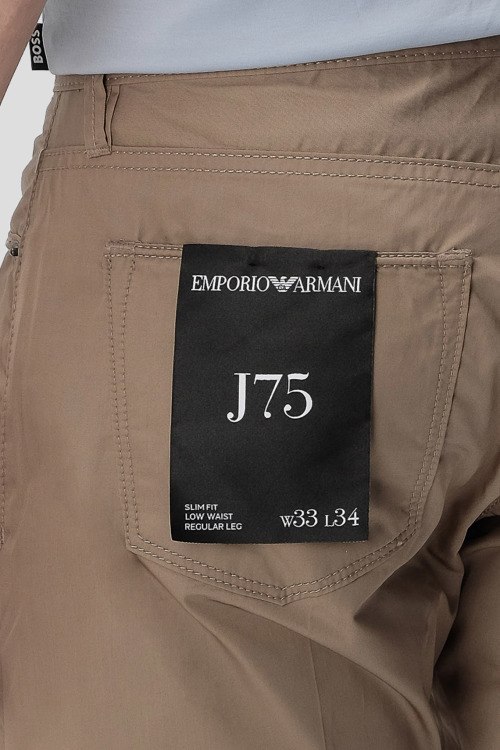 BOSS
EMPORIO ARMANI
J75
SLIM FIT
LOW WAIST
REGULAR LEG
W33 L34